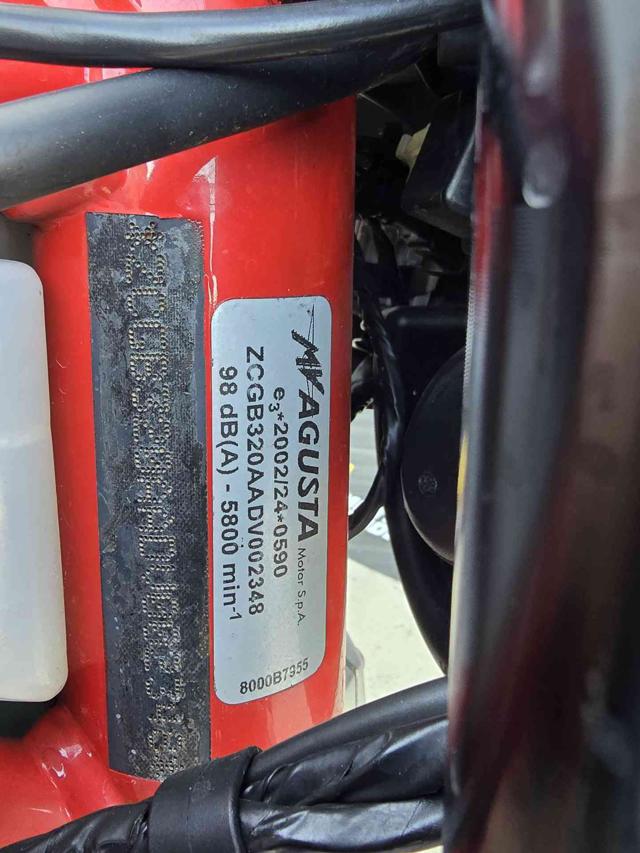 MV AGUSTA Motor S.p.A.
e3*2002/24*0590
ZCGB320AADV002348
98 dB(A) - 5800 min-1
8000B7955